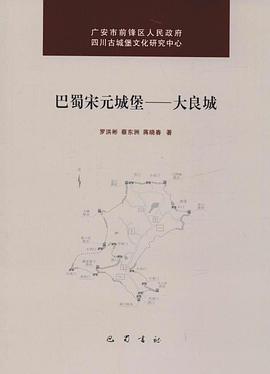 广安市前锋区人民政府
四川古城堡文化研究中心
巴蜀宋元城堡——大良城
罗洪彬 蔡东洲 蒋晓春 著
巴蜀书社